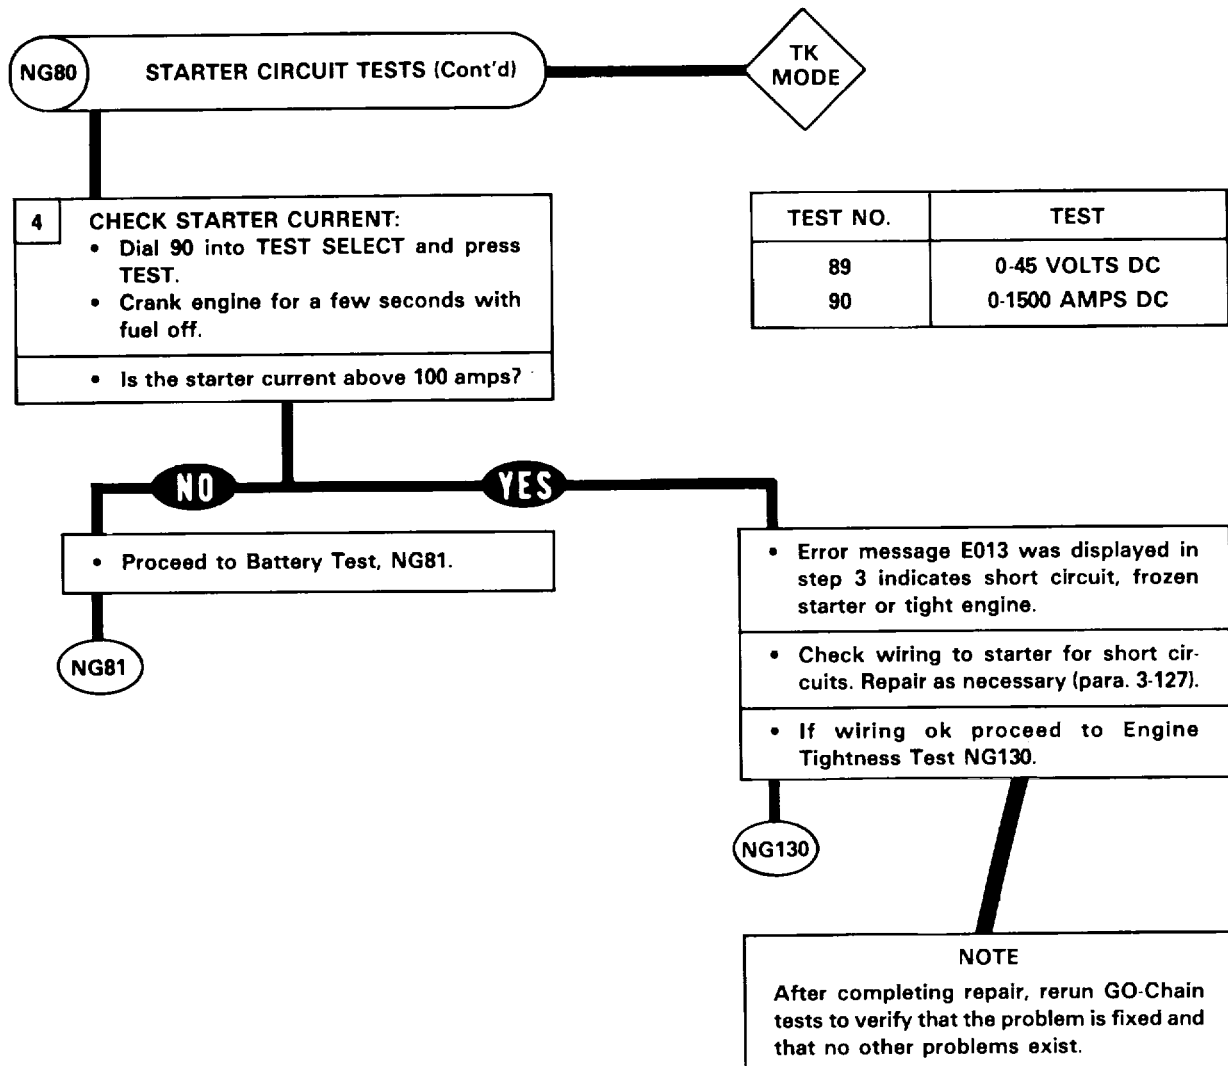 NG80
STARTER CIRCUIT TESTS (Cont'd)
TK
MODE
4
CHECK STARTER CURRENT:
• Dial 90 into TEST SELECT and press
TEST.
• Crank engine for a few seconds with
fuel off.
• Is the starter current above 100 amps?
TEST NO. TEST
89 0-45 VOLTS DC
90 0-1500 AMPS DC
NO
YES
• Proceed to Battery Test, NG81.
NG81
• Error message E013 was displayed in
step 3 indicates short circuit, frozen
starter or tight engine.
• Check wiring to starter for short cir-
cuits. Repair as necessary (para. 3-127).
• If wiring ok proceed to Engine
Tightness Test NG130.
NG130
NOTE
After completing repair, rerun GO-Chain
tests to verify that the problem is fixed and
that no other problems exist.